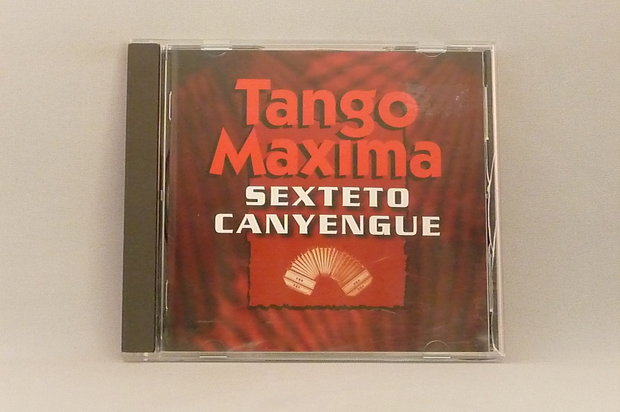 Tango
Maxima
SEXTETO
CANYENGUE